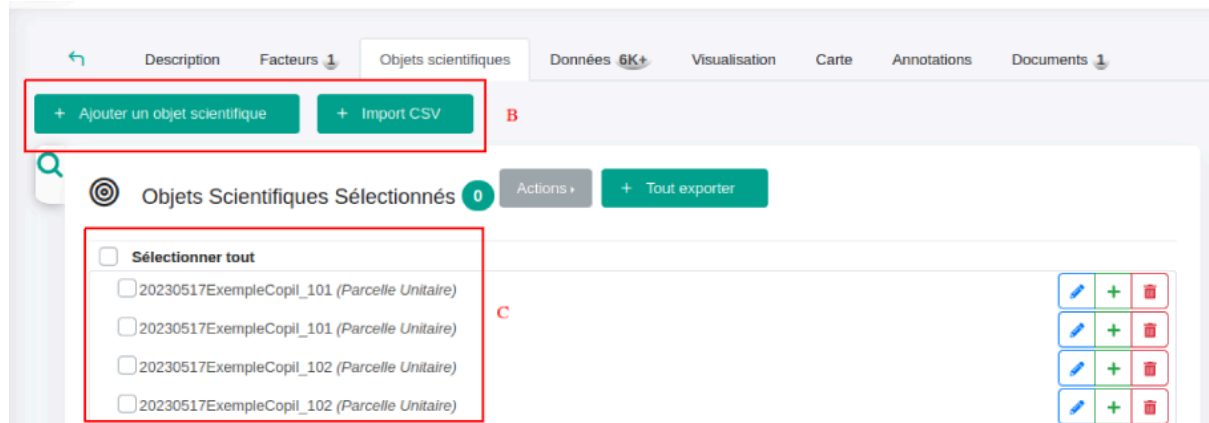 Description Facteurs 1 Objets scientifiques Données 6K+ Visualisation Carte Annotations Documents 1
+ Ajouter un objet scientifique + Import CSV B
Objets Scientifiques Sélectionnés 0 Actions + Tout exporter
Sélectionner tout
20230517ExempleCopil_101 (Parcelle Unitaire)
20230517ExempleCopil_101 (Parcelle Unitaire)
C
20230517ExempleCopil_102 (Parcelle Unitaire)
20230517ExempleCopil_102 (Parcelle Unitaire)